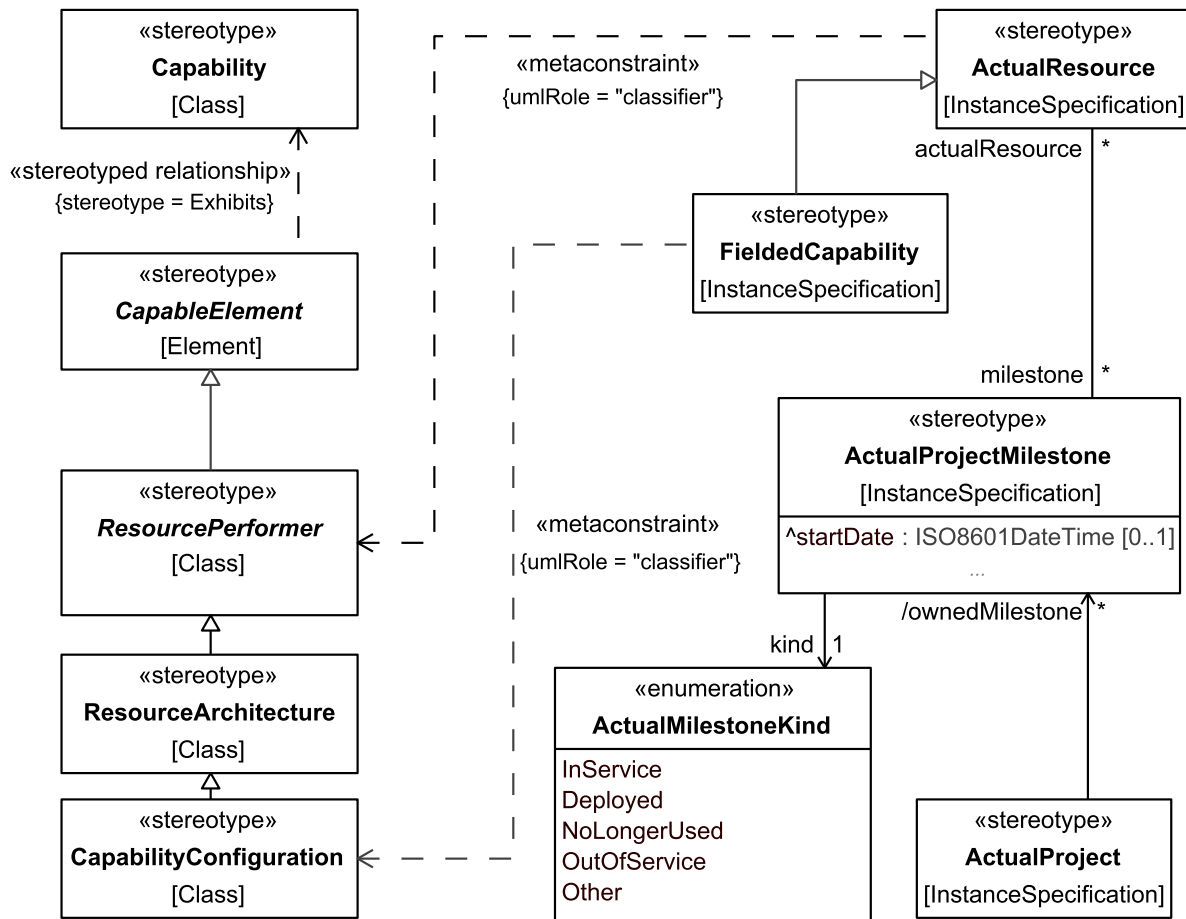 «stereotype»
Capability
[Class]
«stereotyped relationship»
{stereotype = Exhibits}
«stereotype»
CapableElement
[Element]
«stereotype»
ResourcePerformer
[Class]
«stereotype»
ResourceArchitecture
[Class]
«stereotype»
CapabilityConfiguration
[Class]
«metaconstraint»
{umlRole = "classifier"}
«stereotype»
ActualResource
[InstanceSpecification]
actualResource *
«stereotype»
FieldedCapability
[InstanceSpecification]
«metaconstraint»
{umlRole = "classifier"}
milestone *
«stereotype»
ActualProjectMilestone
[InstanceSpecification]
^startDate : ISO8601DateTime [0..1]
...
/ownedMilestone *
kind 1
«enumeration»
ActualMilestoneKind
InService
Deployed
NoLongerUsed
OutOfService
Other
«stereotype»
ActualProject
[InstanceSpecification]